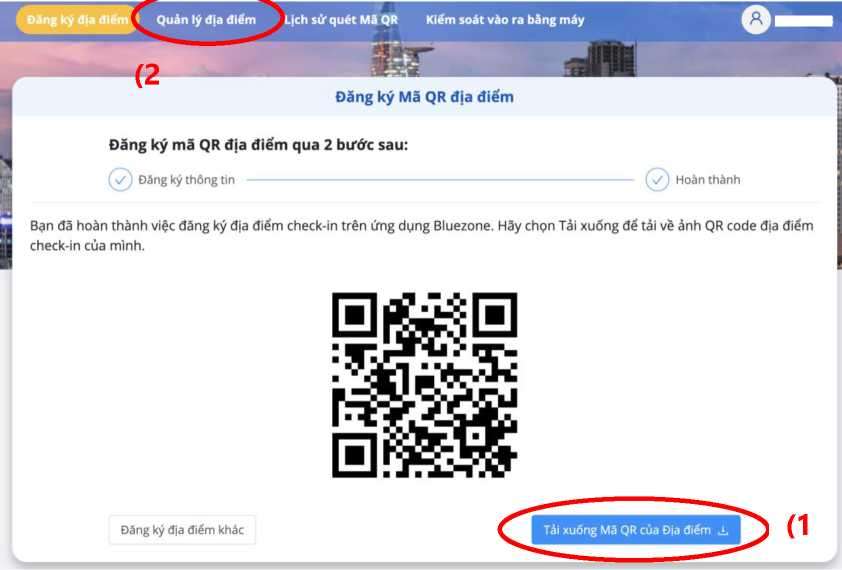 Đăng ký địa điểm Quản lý địa điểm Lịch sử quét Mã QR Kiểm soát vào ra bằng máy
(2
Đăng ký Mã QR địa điểm
Đăng ký mã QR địa điểm qua 2 bước sau:
Đăng ký thông tin Hoàn thành
Bạn đã hoàn thành việc đăng ký địa điểm check-in trên ứng dụng Bluezone. Hãy chọn Tải xuống để tải về ảnh QR code địa điểm
check-in của mình.
Đăng ký địa điểm khác Tải xuống Mã QR của Địa điểm (1